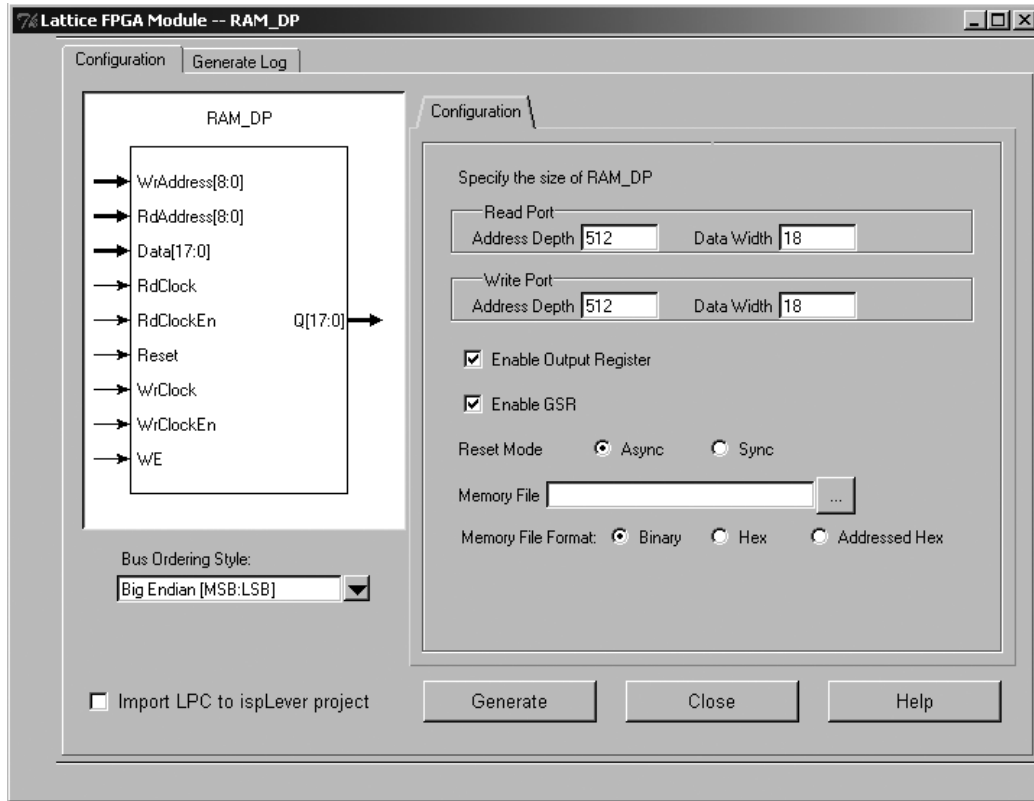 Lattice FPGA Module -- RAM_DP
Configuration
Generate Log
RAM_DP
WrAddress[8:0]
RdAddress[8:0]
Data[17:0]
RdClock
RdClockEn
Q[17:0]
Reset
WrClock
WrClockEn
WE
Bus Ordering Style:
Big Endian [MSB:LSB]
Configuration
Specify the size of RAM_DP
Read Port
Address Depth 512 Data Width 18
Write Port
Address Depth 512 Data Width 18
Enable Output Register
Enable GSR
Reset Mode Async Sync
Memory File ...
Memory File Format: Binary Hex Addressed Hex
Import LPC to ispLever project
Generate
Close
Help